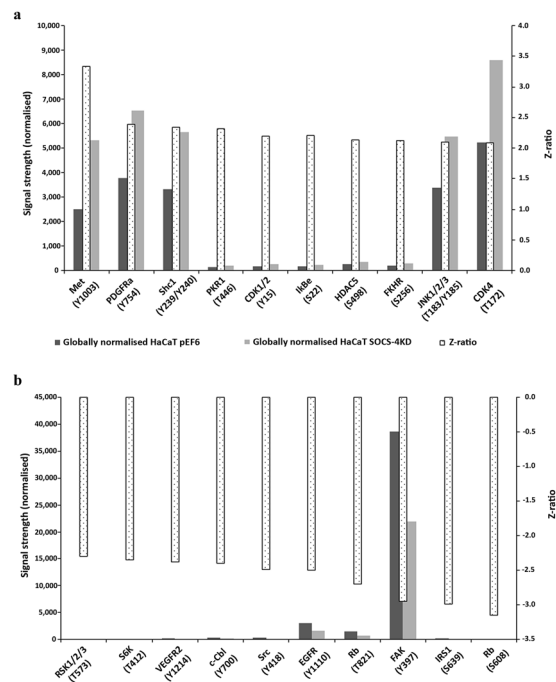 a
10,000
9,000
8,000
7,000
6,000
5,000
4,000
3,000
2,000
1,000
0
Signal strength (normalised)
4.0
3.5
3.0
2.5
2.0
1.5
1.0
0.5
0.0
Z-ratio
Met
(Y1003)
PDGFRa
(Y754)
Shc1
(Y239/Y240)
PKR1
(T446)
CDK1/2
(Y15)
IkBe
(S22)
HDAC5
(S498)
FKHR
(S256)
JNK1/2/3
(T183/Y185)
CDK4
(T172)
Globally normalised HaCaT pEF6
Globally normalised HaCaT SOCS-4KD
Z-ratio
b
45,000
40,000
35,000
30,000
25,000
20,000
15,000
10,000
5,000
0
Signal strength (normalised)
0.0
-0.5
-1.0
-1.5
-2.0
-2.5
-3.0
-3.5
Z-ratio
RSK1/2/3
(T573)
S6K
(T412)
VEGFR2
(Y1214)
c-Cbl
(Y700)
Src
(Y418)
EGFR
(Y1110)
Rb
(T821)
FAK
(Y397)
IRS1
(S639)
Rb
(S608)